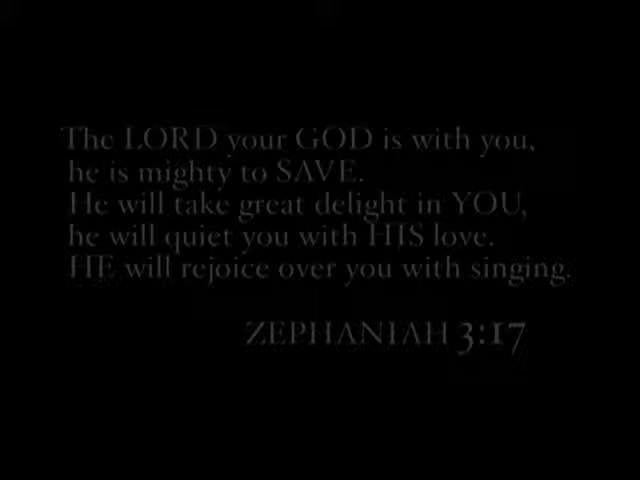 The LORD your GOD is with you,
he is mighty to SAVE.
He will take great delight in YOU,
he will quiet you with HIS love.
HE will rejoice over you with singing.
ZEPHANIAH 3:17